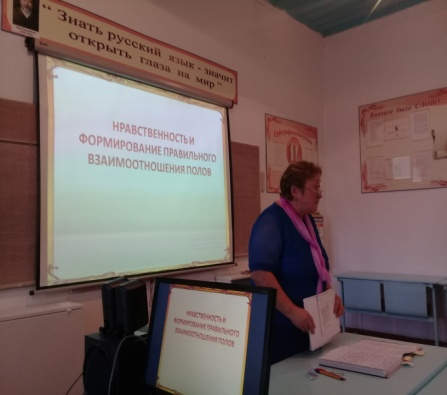 “ Знать русский язык - значит
открыть глаза на мир ”
НРАВСТВЕННОСТЬ И
ФОРМИРОВАНИЕ ПРАВИЛЬНОГО
ВЗАИМООТНОШЕНИЯ ПОЛОВ
НРАВСТВЕННОСТЬ И
ФОРМИРОВАНИЕ ПРАВИЛЬНОГО
ВЗАИМООТНОШЕНИЯ ПОЛОВ